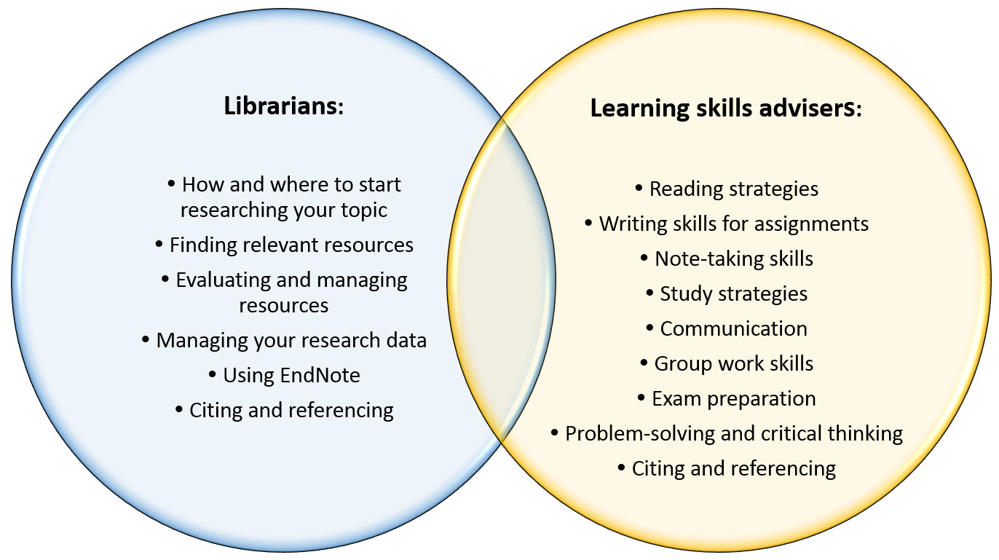 Librarians:
• How and where to start
researching your topic
• Finding relevant resources
• Evaluating and managing
resources
• Managing your research data
• Using EndNote
• Citing and referencing
Learning skills advisers:
• Reading strategies
• Writing skills for assignments
• Note-taking skills
• Study strategies
• Communication
• Group work skills
• Exam preparation
• Problem-solving and critical thinking
• Citing and referencing